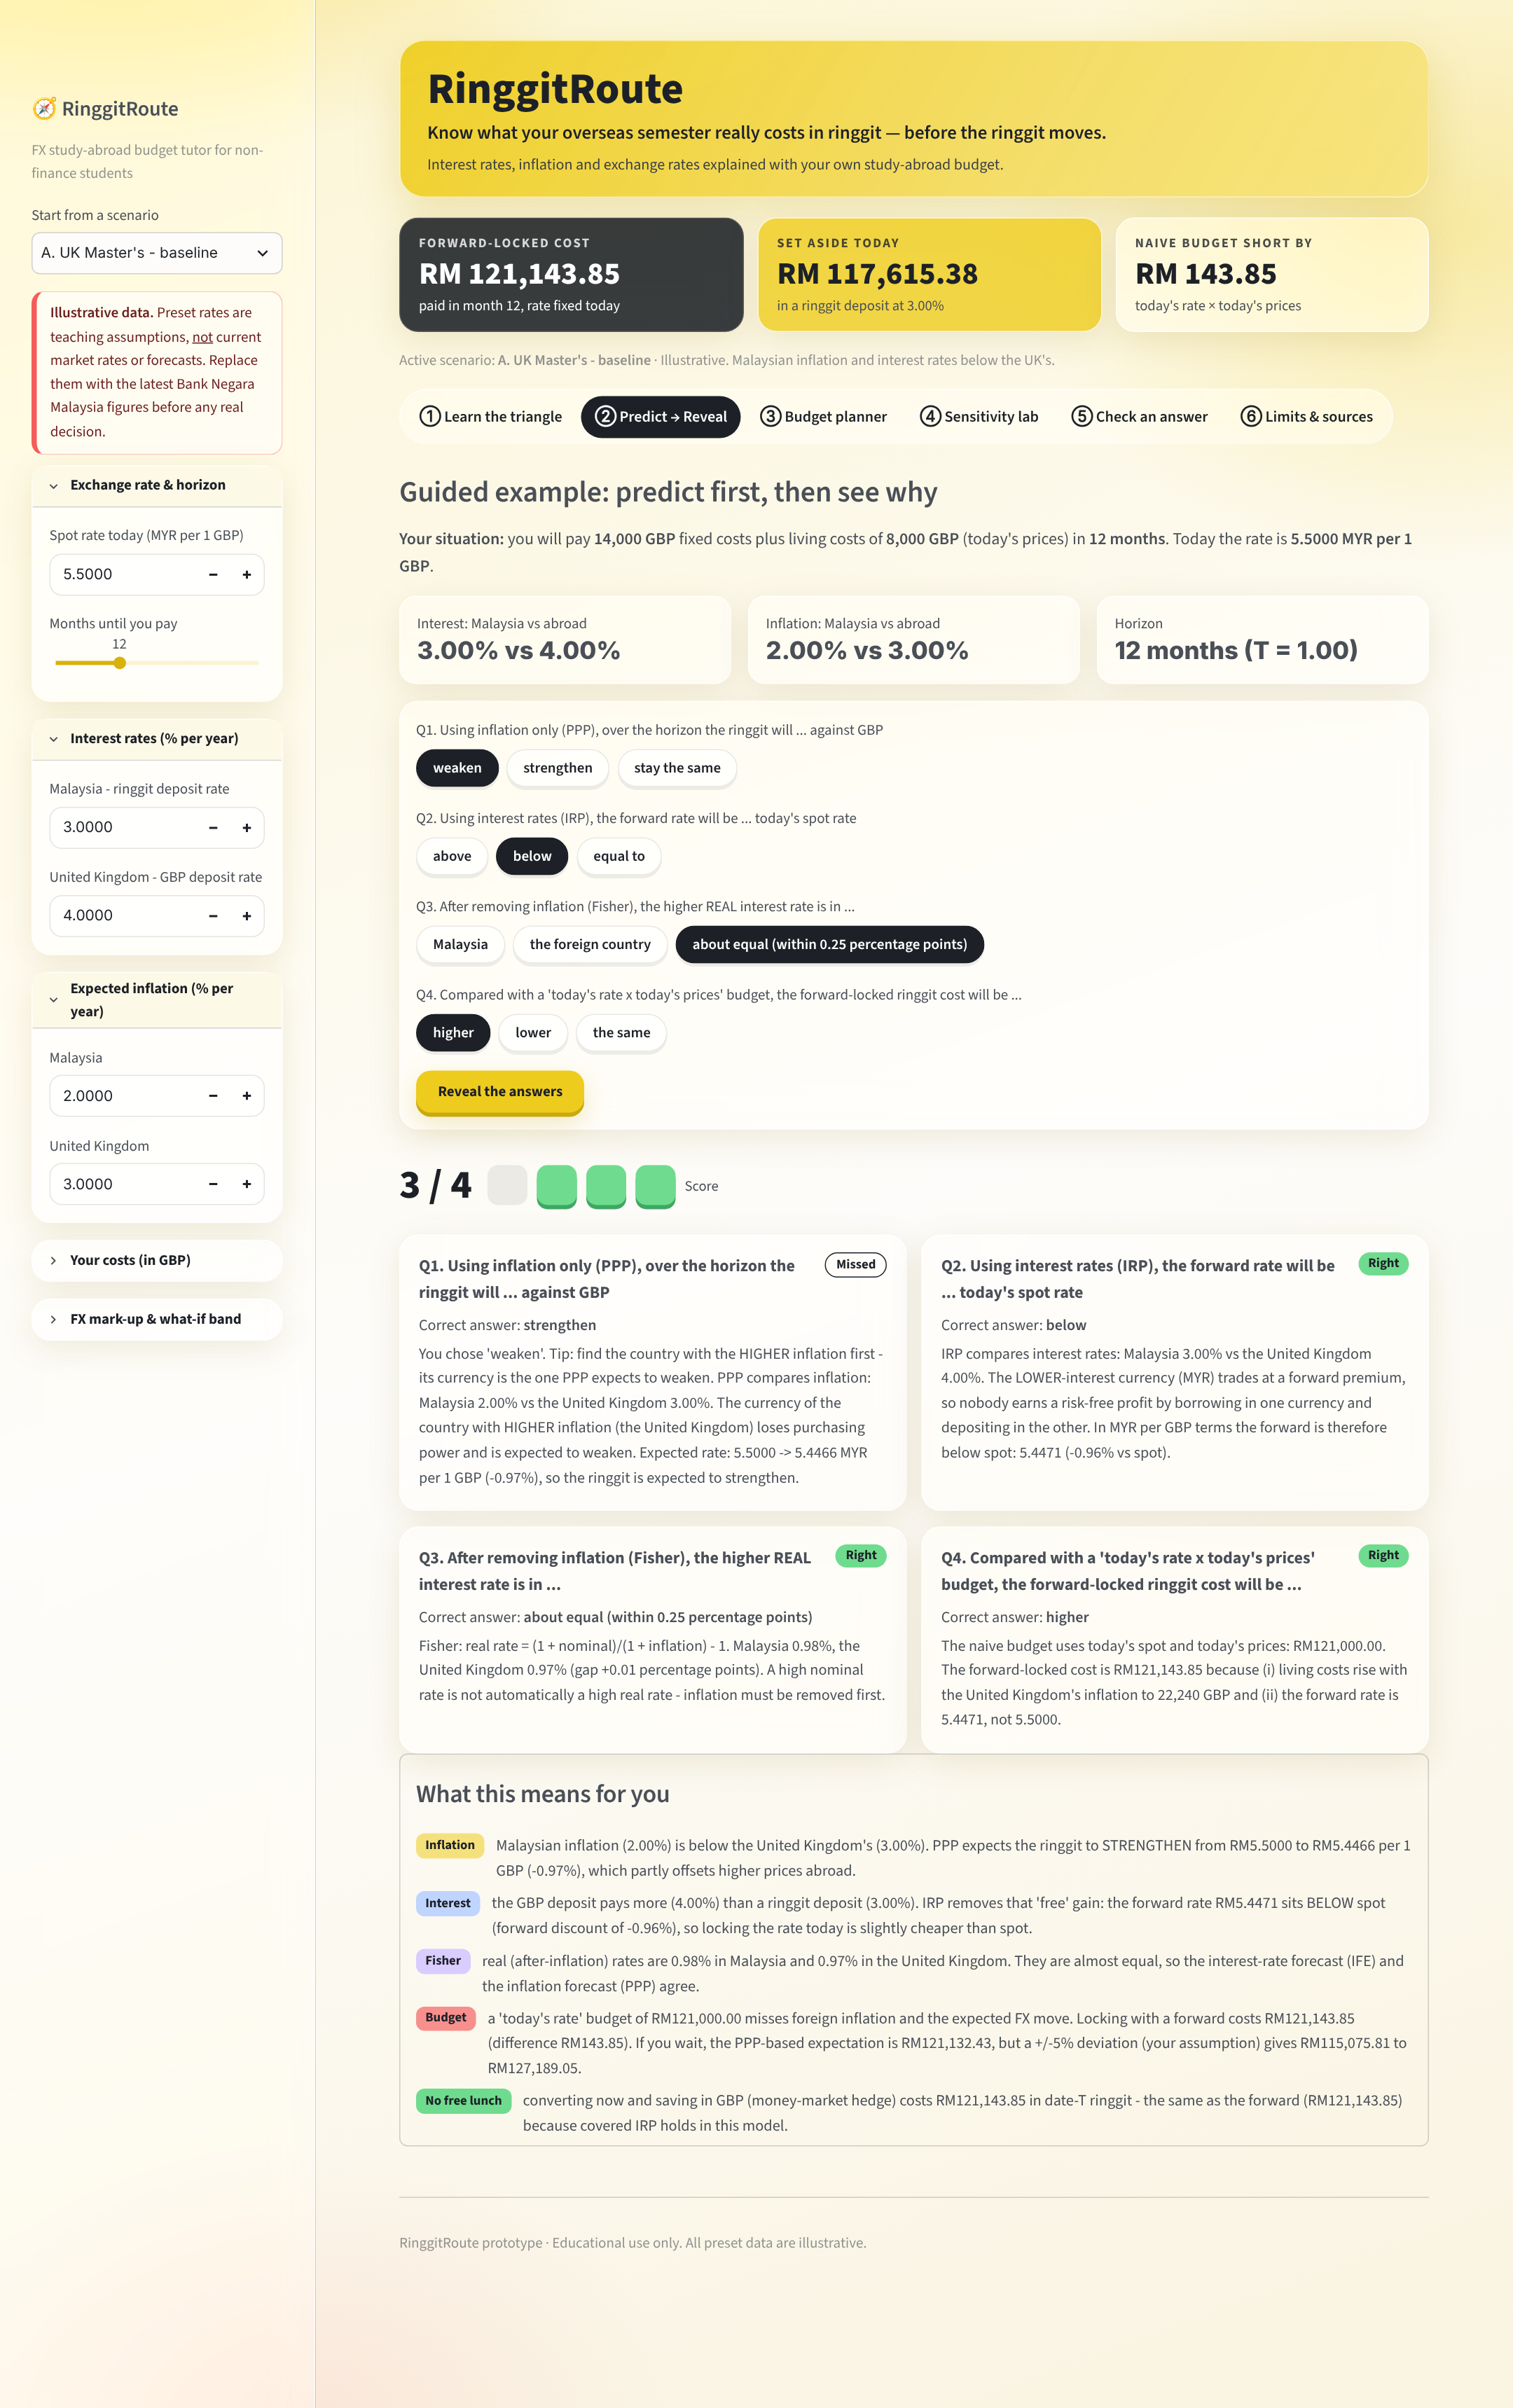 🧭 RinggitRoute
FX study-abroad budget tutor for non-
finance students
Start from a scenario
A. UK Master's - baseline
Illustrative data. Preset rates are
teaching assumptions, not current
market rates or forecasts. Replace
them with the latest Bank Negara
Malaysia figures before any real
decision.
Exchange rate & horizon
Spot rate today (MYR per 1 GBP)
5.5000 − +
Months until you pay
12
Interest rates (% per year)
Malaysia - ringgit deposit rate
3.0000 − +
United Kingdom - GBP deposit rate
4.0000 − +
Expected inflation (% per
year)
Malaysia
2.0000 − +
United Kingdom
3.0000 − +
Your costs (in GBP)
FX mark-up & what-if band
RinggitRoute
Know what your overseas semester really costs in ringgit — before the ringgit moves.
Interest rates, inflation and exchange rates explained with your own study-abroad budget.
FORWARD-LOCKED COST
RM 121,143.85
paid in month 12, rate fixed today
SET ASIDE TODAY
RM 117,615.38
in a ringgit deposit at 3.00%
NAIVE BUDGET SHORT BY
RM 143.85
today's rate × today's prices
Active scenario: A. UK Master's - baseline · Illustrative. Malaysian inflation and interest rates below the UK's.
① Learn the triangle ② Predict → Reveal ③ Budget planner ④ Sensitivity lab ⑤ Check an answer ⑥ Limits & sources
Guided example: predict first, then see why
Your situation: you will pay 14,000 GBP fixed costs plus living costs of 8,000 GBP (today's prices) in 12 months. Today the rate is 5.5000 MYR per 1
GBP.
Interest: Malaysia vs abroad
3.00% vs 4.00%
Inflation: Malaysia vs abroad
2.00% vs 3.00%
Horizon
12 months (T = 1.00)
Q1. Using inflation only (PPP), over the horizon the ringgit will ... against GBP
weaken strengthen stay the same
Q2. Using interest rates (IRP), the forward rate will be ... today's spot rate
above below equal to
Q3. After removing inflation (Fisher), the higher REAL interest rate is in ...
Malaysia the foreign country about equal (within 0.25 percentage points)
Q4. Compared with a 'today's rate x today's prices' budget, the forward-locked ringgit cost will be ...
higher lower the same
Reveal the answers
3 / 4 Score
Q1. Using inflation only (PPP), over the horizon the
ringgit will ... against GBP
Missed
Correct answer: strengthen
You chose 'weaken'. Tip: find the country with the HIGHER inflation first -
its currency is the one PPP expects to weaken. PPP compares inflation:
Malaysia 2.00% vs the United Kingdom 3.00%. The currency of the
country with HIGHER inflation (the United Kingdom) loses purchasing
power and is expected to weaken. Expected rate: 5.5000 -> 5.4466 MYR
per 1 GBP (-0.97%), so the ringgit is expected to strengthen.
Q2. Using interest rates (IRP), the forward rate will be
... today's spot rate
Right
Correct answer: below
IRP compares interest rates: Malaysia 3.00% vs the United Kingdom
4.00%. The LOWER-interest currency (MYR) trades at a forward premium,
so nobody earns a risk-free profit by borrowing in one currency and
depositing in the other. In MYR per GBP terms the forward is therefore
below spot: 5.4471 (-0.96% vs spot).
Q3. After removing inflation (Fisher), the higher REAL
interest rate is in ...
Right
Correct answer: about equal (within 0.25 percentage points)
Fisher: real rate = (1 + nominal)/(1 + inflation) - 1. Malaysia 0.98%, the
United Kingdom 0.97% (gap +0.01 percentage points). A high nominal
rate is not automatically a high real rate - inflation must be removed first.
Q4. Compared with a 'today's rate x today's prices'
budget, the forward-locked ringgit cost will be ...
Right
Correct answer: higher
The naive budget uses today's spot and today's prices: RM121,000.00.
The forward-locked cost is RM121,143.85 because (i) living costs rise with
the United Kingdom's inflation to 22,240 GBP and (ii) the forward rate is
5.4471, not 5.5000.
What this means for you
Inflation Malaysian inflation (2.00%) is below the United Kingdom's (3.00%). PPP expects the ringgit to STRENGTHEN from RM5.5000 to RM5.4466 per 1
GBP (-0.97%), which partly offsets higher prices abroad.
Interest the GBP deposit pays more (4.00%) than a ringgit deposit (3.00%). IRP removes that 'free' gain: the forward rate RM5.4471 sits BELOW spot
(forward discount of -0.96%), so locking the rate today is slightly cheaper than spot.
Fisher real (after-inflation) rates are 0.98% in Malaysia and 0.97% in the United Kingdom. They are almost equal, so the interest-rate forecast (IFE) and
the inflation forecast (PPP) agree.
Budget a 'today's rate' budget of RM121,000.00 misses foreign inflation and the expected FX move. Locking with a forward costs RM121,143.85
(difference RM143.85). If you wait, the PPP-based expectation is RM121,132.43, but a +/-5% deviation (your assumption) gives RM115,075.81 to
RM127,189.05.
No free lunch converting now and saving in GBP (money-market hedge) costs RM121,143.85 in date-T ringgit - the same as the forward (RM121,143.85)
because covered IRP holds in this model.
RinggitRoute prototype · Educational use only. All preset data are illustrative.